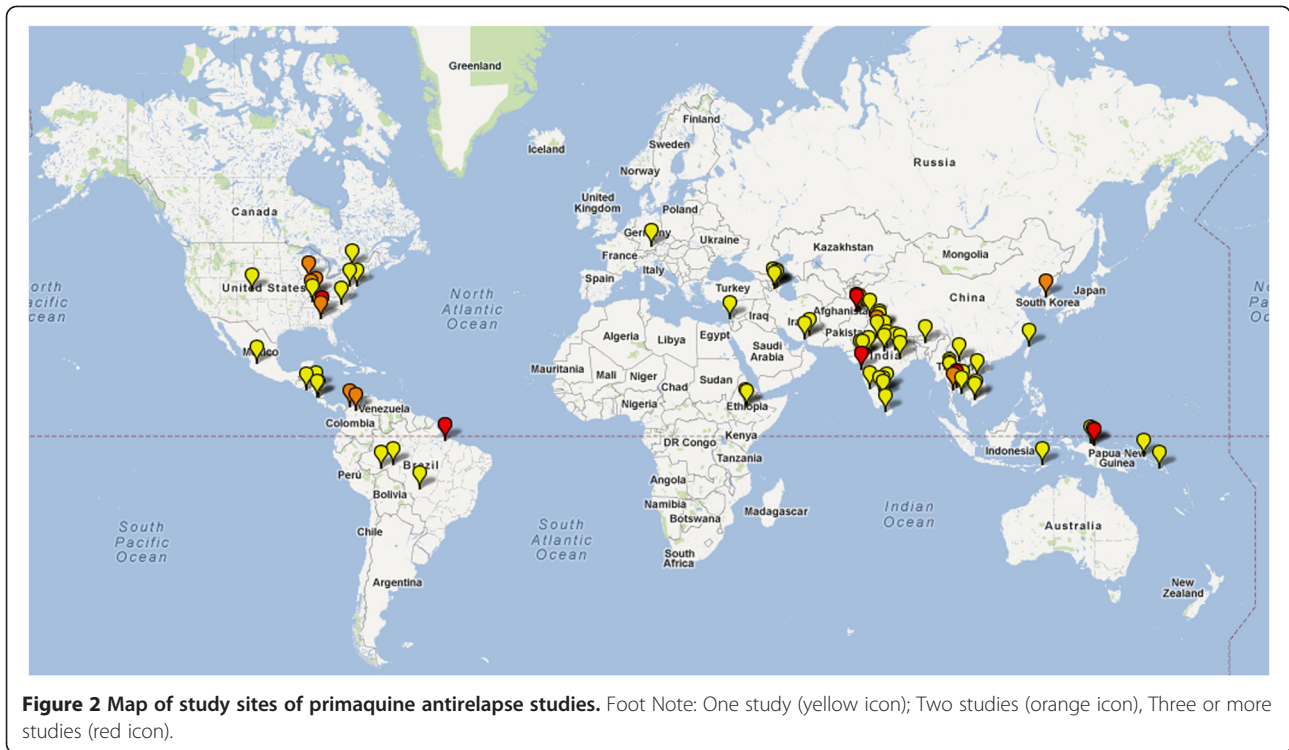 Greenland
Iceland
Finland
Sweden
Norway
Russia
Canada
United
Kingdom
Poland
Germany
Ukraine
Kazakhstan
Mongolia
France
Italy
Spain
Turkey
United States
North
Atlantic
Ocean
China
South Korea
Japan
Afghanistan
Iraq
Iran
Pakistan
Algeria
Libya
Egypt
Saudi
Arabia
India
Mexico
Mauritania
Mali
Niger
Chad
Sudan
Nigeria
Ethiopia
Venezuela
Colombia
Kenya
DR Congo
Tanzania
Indonesia
Papua New
Guinea
Brazil
Perú
Bolivia
Angola
Namibia
Botswana
Madagascar
Indian
Ocean
South
Pacific
Ocean
South
Atlantic
Ocean
Chile
South
Africa
Australia
Argentina
New
Zealand
Figure 2 Map of study sites of primaquine antirelapse studies. Foot Note: One study (yellow icon); Two studies (orange icon), Three or more
studies (red icon).